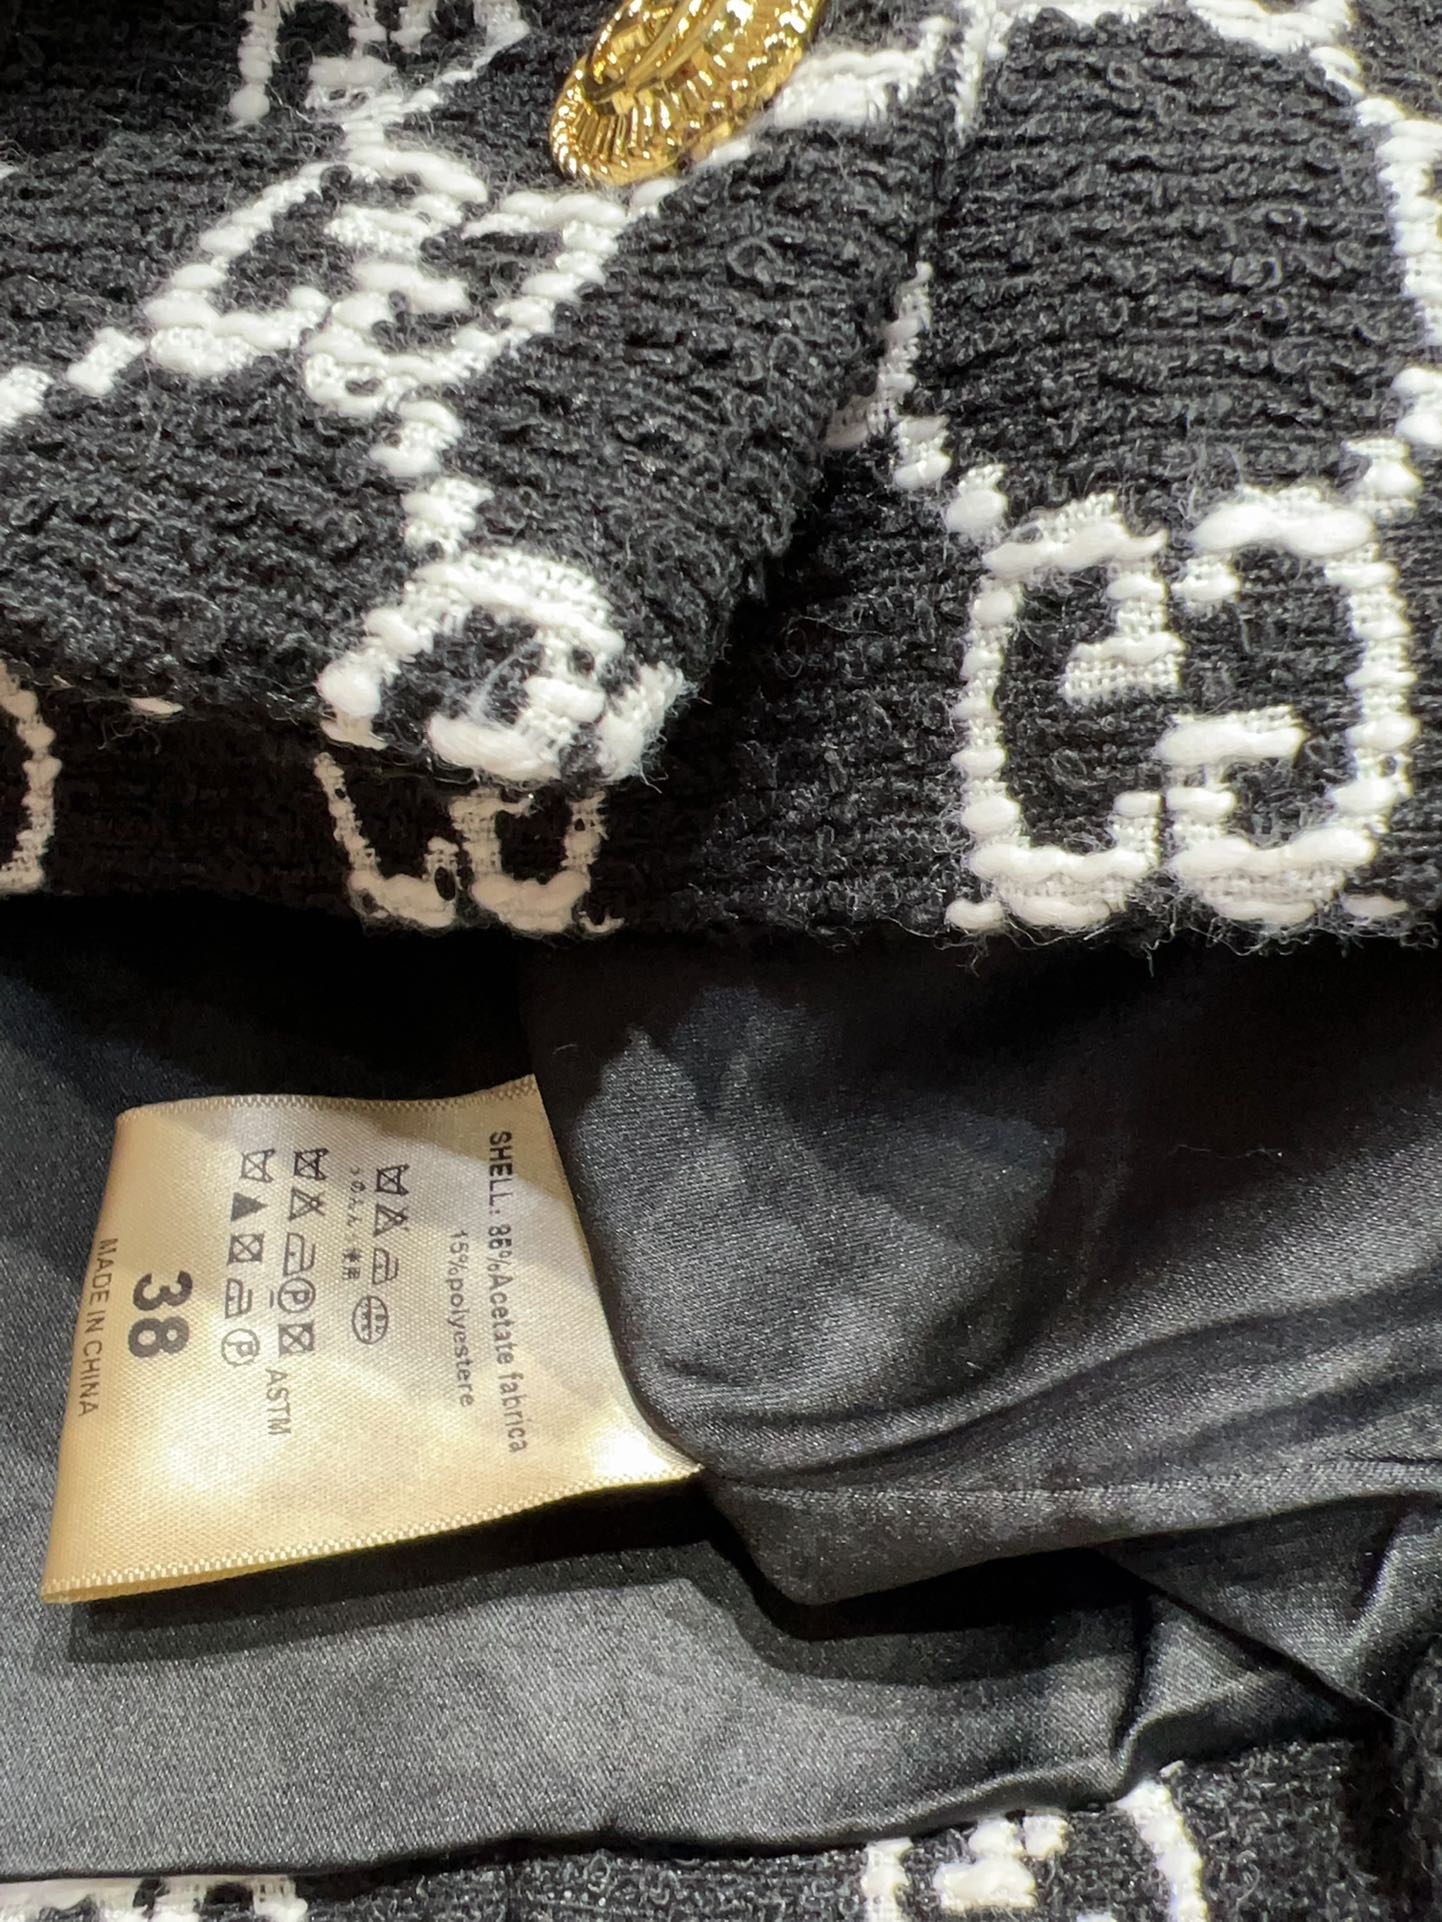 SHELL: 85%Acetate fabrica
15%polyestere
P
ASTM
P
38
MADE IN CHINA